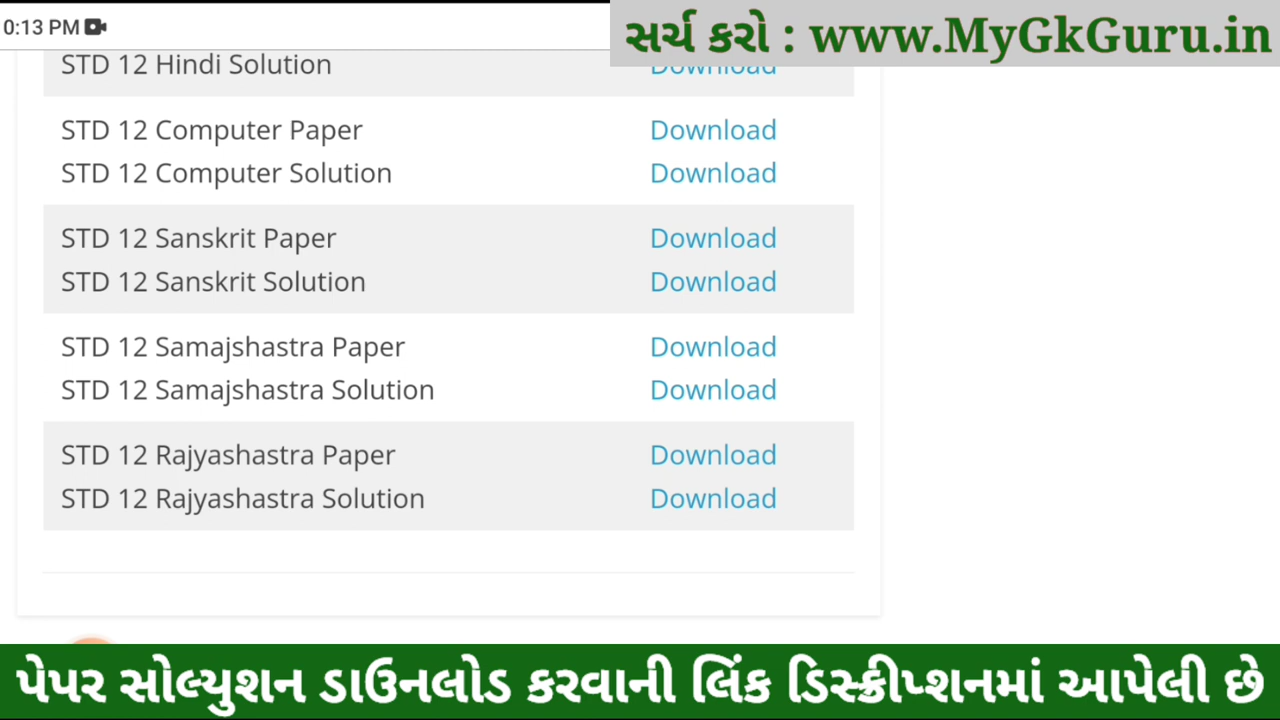 0:13 PM
સર્ચ કરો : www.MyGkGuru.in
STD 12 Hindi Solution Download
STD 12 Computer Paper Download
STD 12 Computer Solution Download
STD 12 Sanskrit Paper Download
STD 12 Sanskrit Solution Download
STD 12 Samajshastra Paper Download
STD 12 Samajshastra Solution Download
STD 12 Rajyashastra Paper Download
STD 12 Rajyashastra Solution Download
પેપર સોલ્યુશન ડાઉનલોડ કરવાની લિંક ડિસ્ક્રીપ્શનમાં આપેલી છે